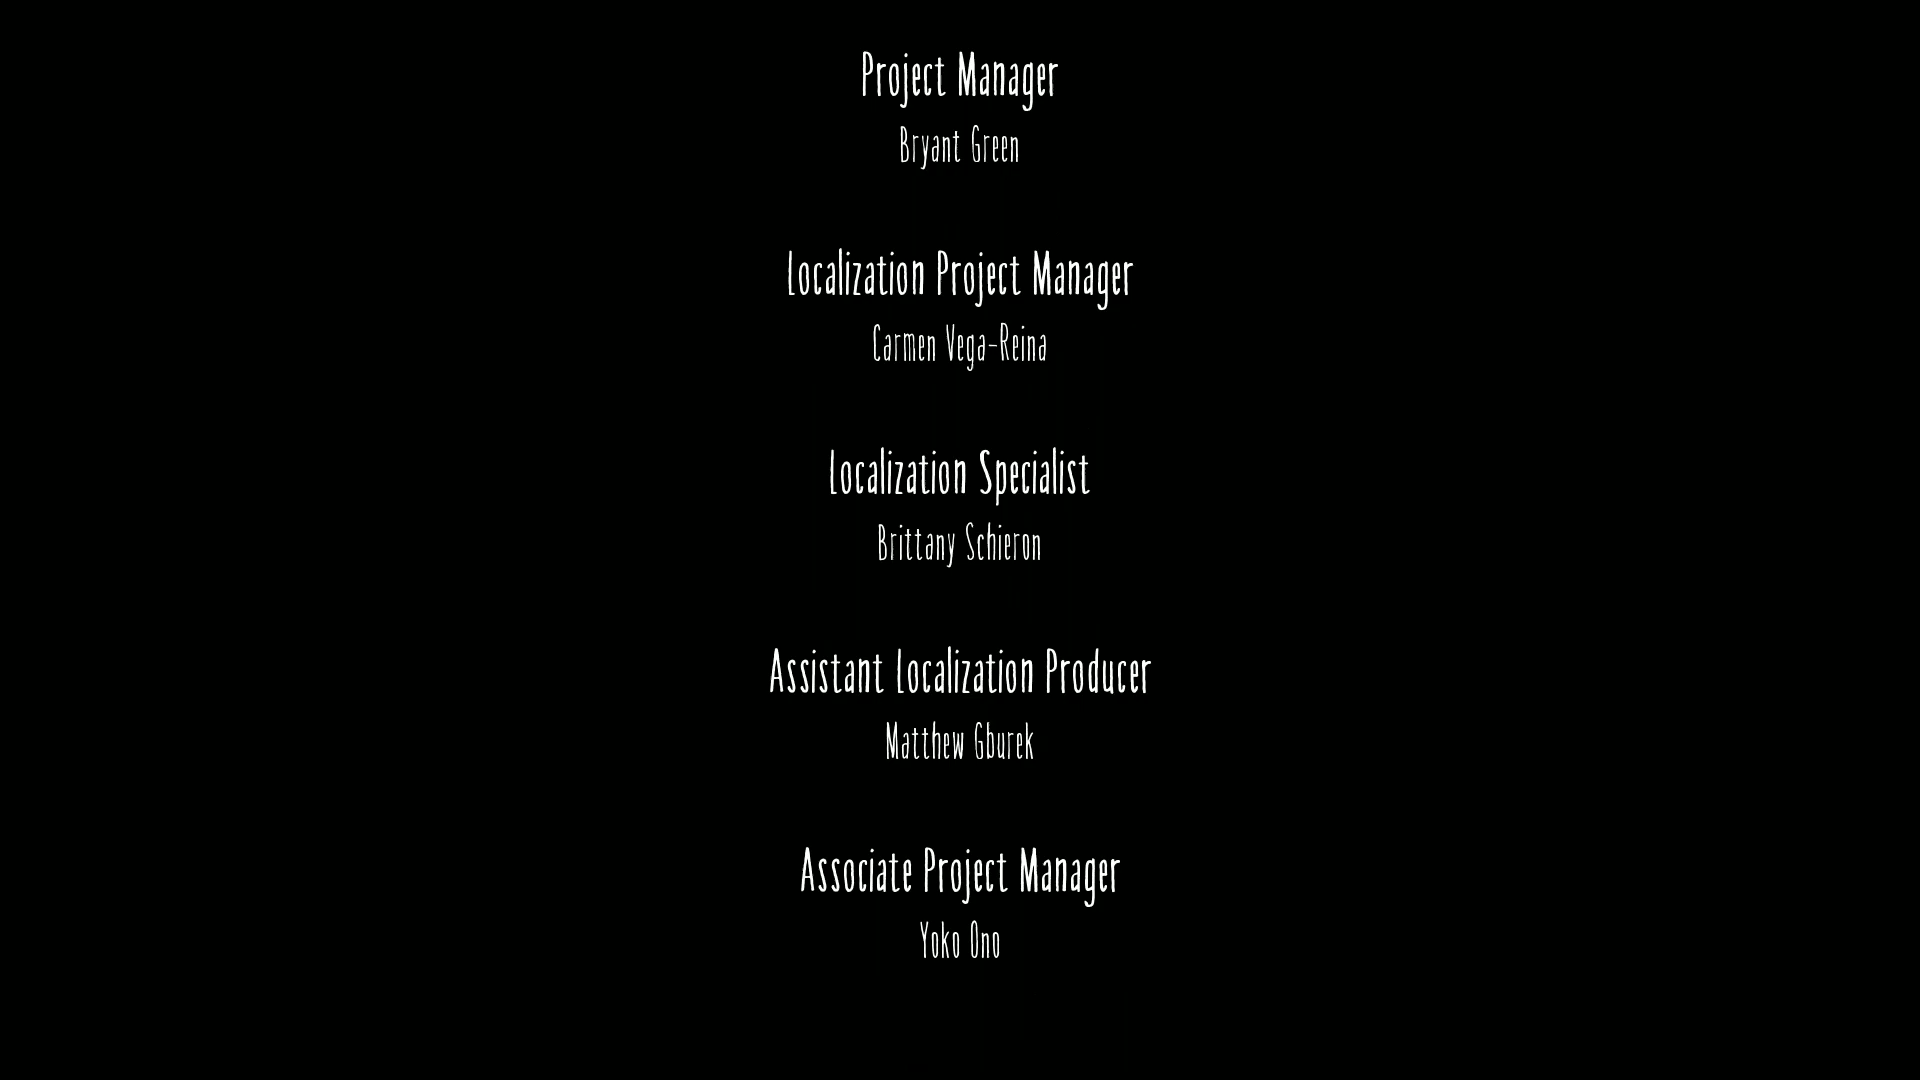 Project Manager
Bryant Green
Localization Project Manager
Carmen Vega-Reina
Localization Specialist
Brittany Schieron
Assistant Localization Producer
Matthew Gburek
Associate Project Manager
Yoko Ono